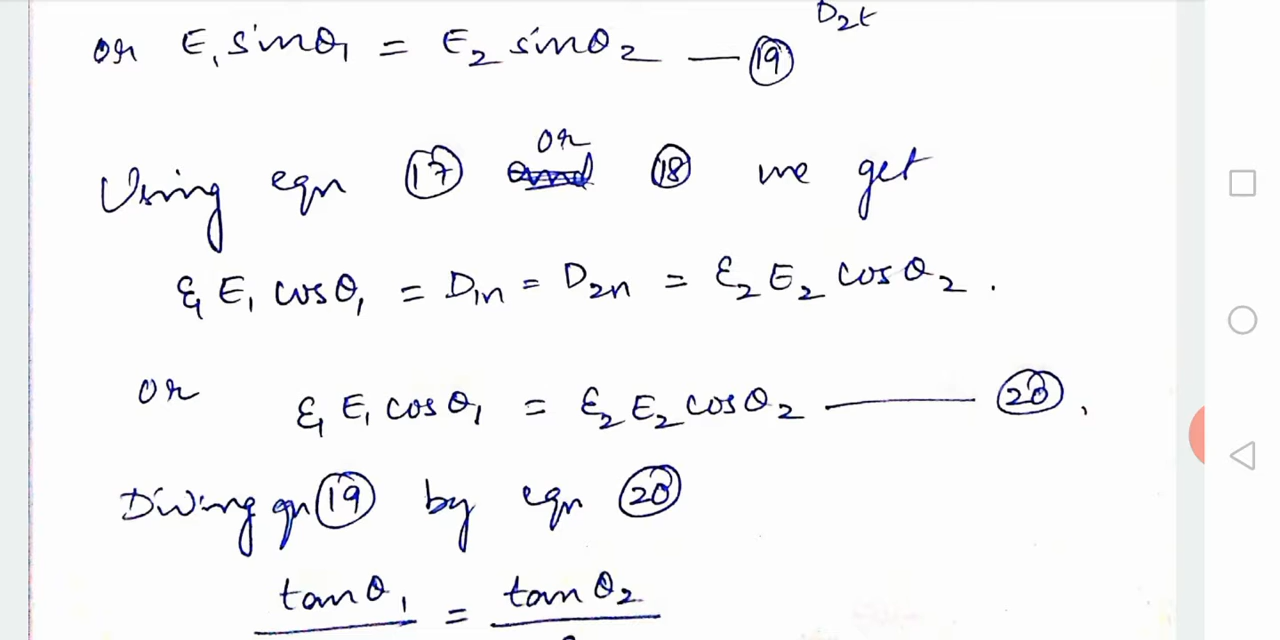 D₂t
or E₁ sinθ₁ = E₂ sinθ₂ — ⑲
or
Using eqn ⑰ and ⑱ we get
ε₁ E₁ cosθ₁ = D₁n = D₂n = ε₂ E₂ cosθ₂ .
or ε₁ E₁ cosθ₁ = ε₂ E₂ cosθ₂ — ⑳ ,
Diving qn ⑲ by eqn ⑳
tanθ₁ = tanθ₂